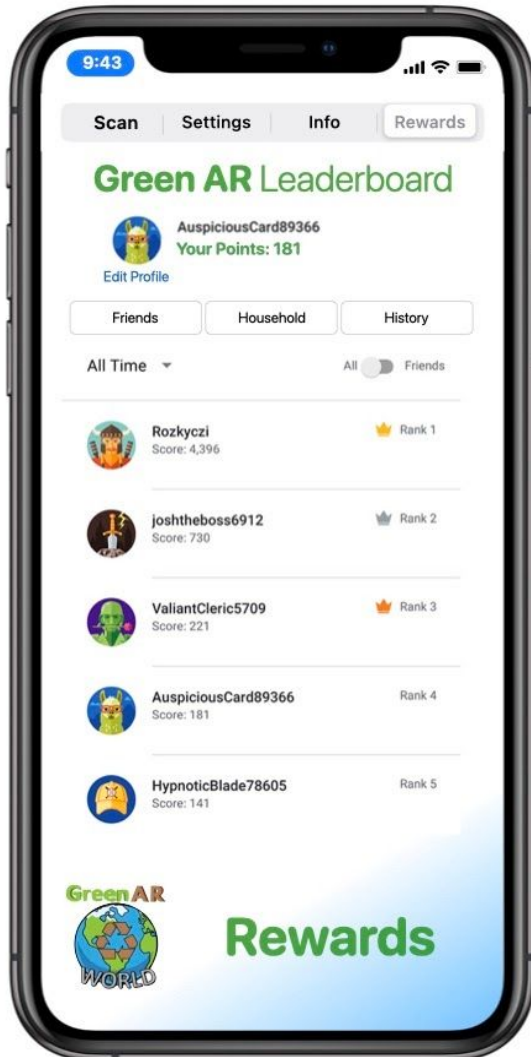 9:43
Scan Settings Info Rewards
Green AR Leaderboard
AuspiciousCard89366
Your Points: 181
Edit Profile
Friends Household History
All Time All Friends
Rozkyczi Rank 1
Score: 4,396
joshtheboss6912 Rank 2
Score: 730
ValiantCleric5709 Rank 3
Score: 221
AuspiciousCard89366 Rank 4
Score: 181
HypnoticBlade78605 Rank 5
Score: 141
Green AR
WORLD
Rewards